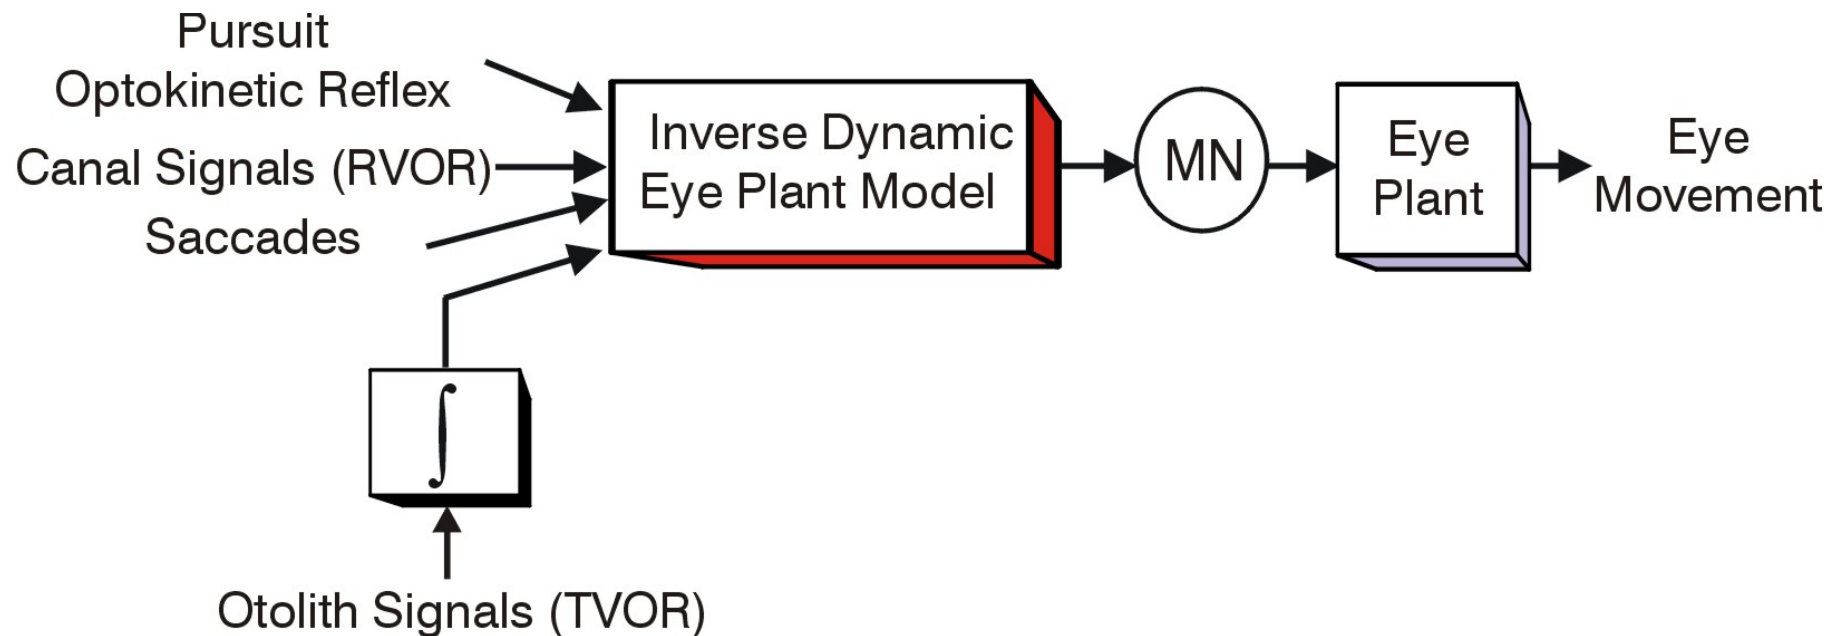 Pursuit
Optokinetic Reflex
Canal Signals (RVOR)
Saccades
Inverse Dynamic
Eye Plant Model
MN
Eye
Plant
Eye
Movement
∫
Otolith Signals (TVOR)